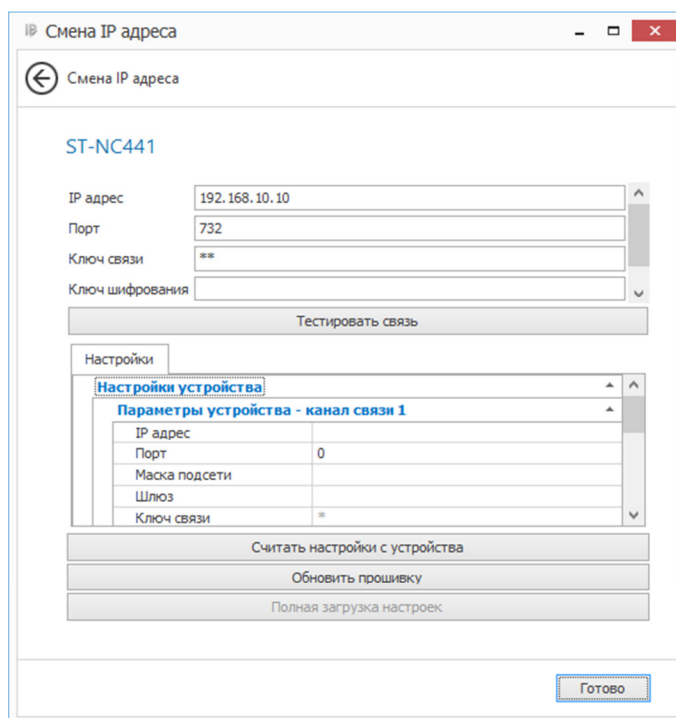 Смена IP адреса
Смена IP адреса
ST-NC441
IP адрес 192.168.10.10
Порт 732
Ключ связи **
Ключ шифрования
Тестировать связь
Настройки
Настройки устройства
Параметры устройства - канал связи 1
IP адрес
Порт 0
Маска подсети
Шлюз
Ключ связи *
Считать настройки с устройства
Обновить прошивку
Полная загрузка настроек
Готово